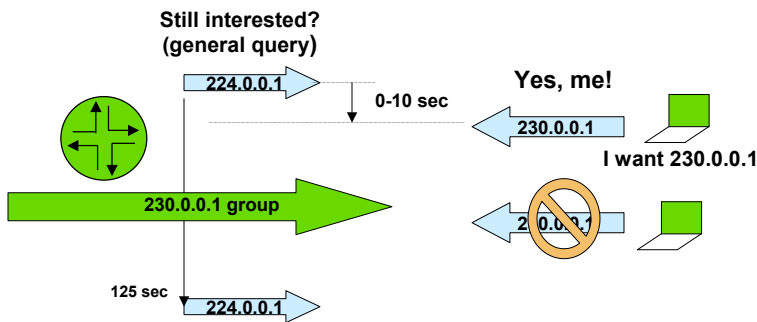 Still interested?
(general query)
224.0.0.1
Yes, me!
0-10 sec
230.0.0.1
I want 230.0.0.1
230.0.0.1 group
125 sec
224.0.0.1